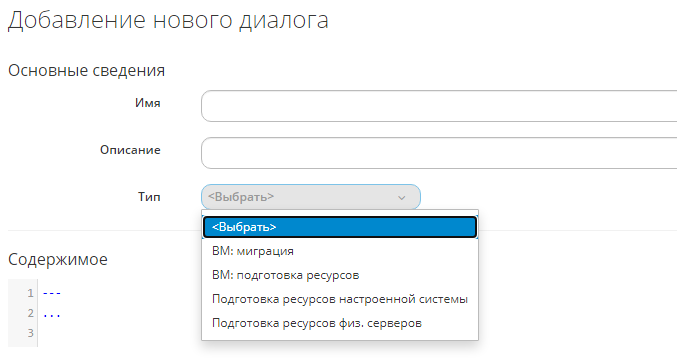 Добавление нового диалога
Основные сведения
Имя
Описание
Тип
<Выбрать>
<Выбрать>
ВМ: миграция
ВМ: подготовка ресурсов
Подготовка ресурсов настроенной системы
Подготовка ресурсов физ. серверов
Содержимое
1 ---
2 ...
3